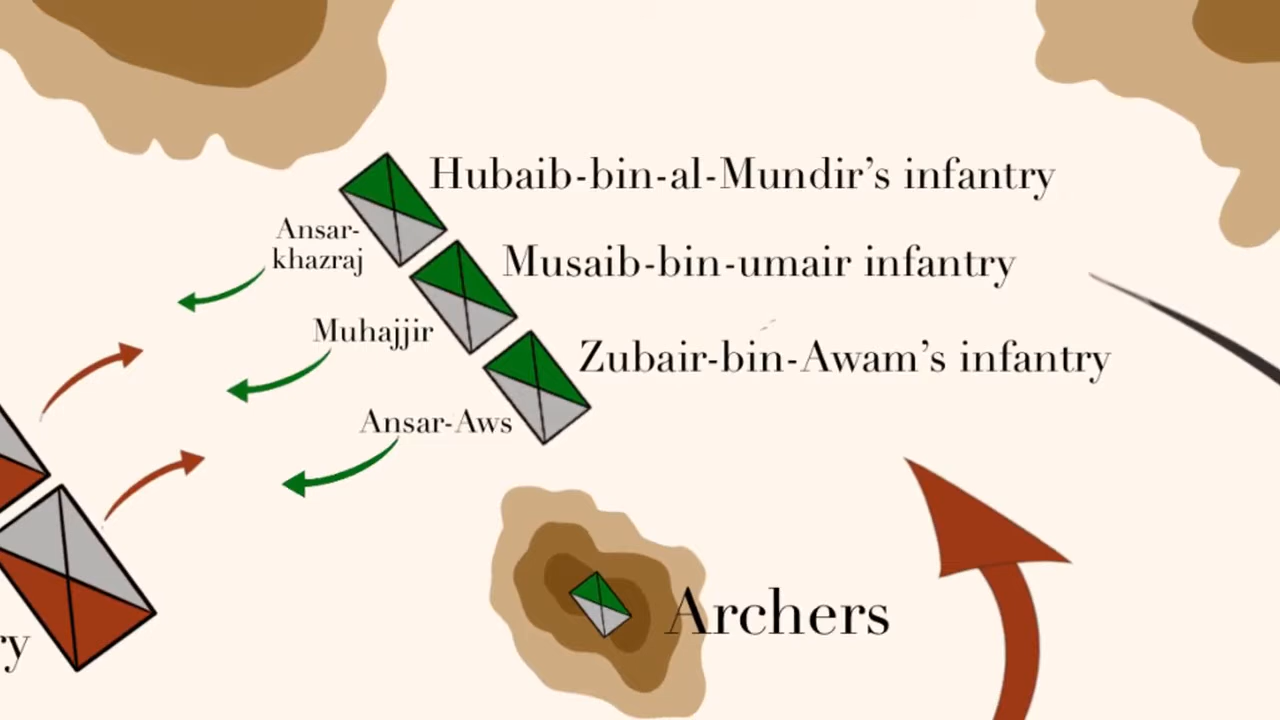 Hubaib-bin-al-Mundir’s infantry
Ansar-
khazraj
Musaib-bin-umair infantry
Muhajjir
Zubair-bin-Awam’s infantry
Ansar-Aws
Archers
ry